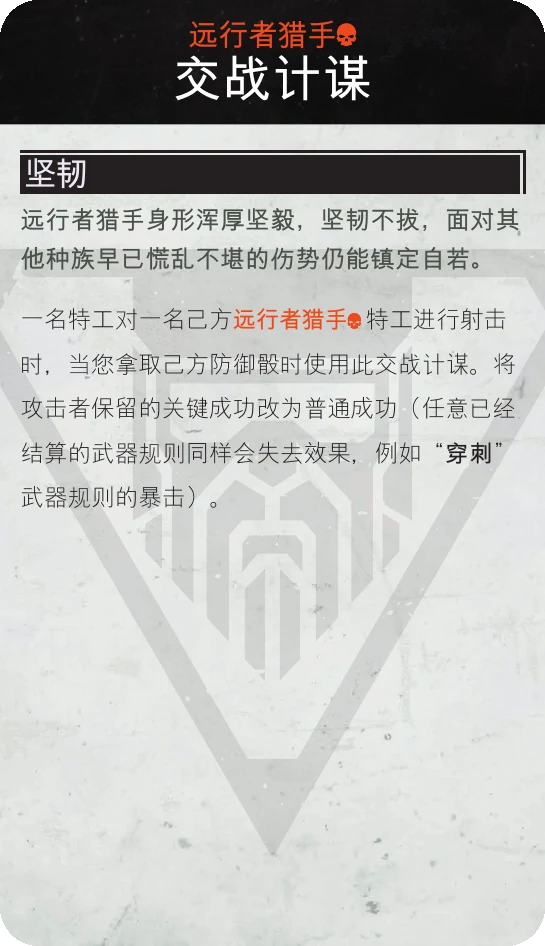 远行者猎手
交战计谋
坚韧
远行者猎手身形浑厚坚毅，坚韧不拔，面对其
他种族早已慌乱不堪的伤势仍能镇定自若。
一名特工对一名己方远行者猎手特工进行射击
时，当您拿取己方防御骰时使用此交战计谋。将
攻击者保留的关键成功改为普通成功（任意已经
结算的武器规则同样会失去效果，例如“穿刺”
武器规则的暴击）。